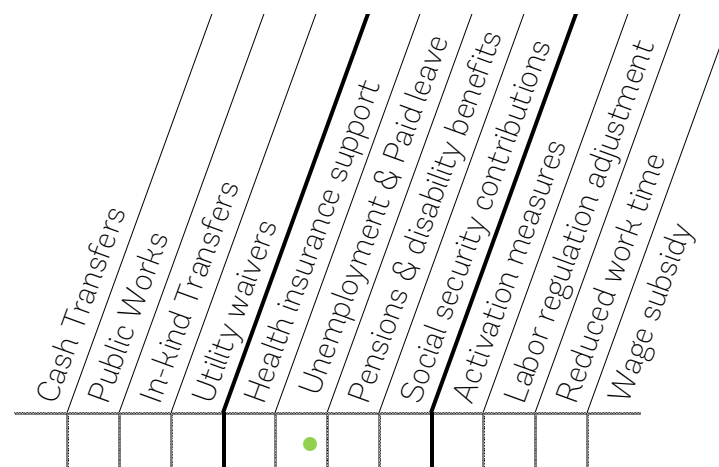 Cash Transfers
Public Works
In-kind Transfers
Utility waivers
Health insurance support
Unemployment & Paid leave
Pensions & disability benefits
Social security contributions
Activation measures
Labor regulation adjustment
Reduced work time
Wage subsidy